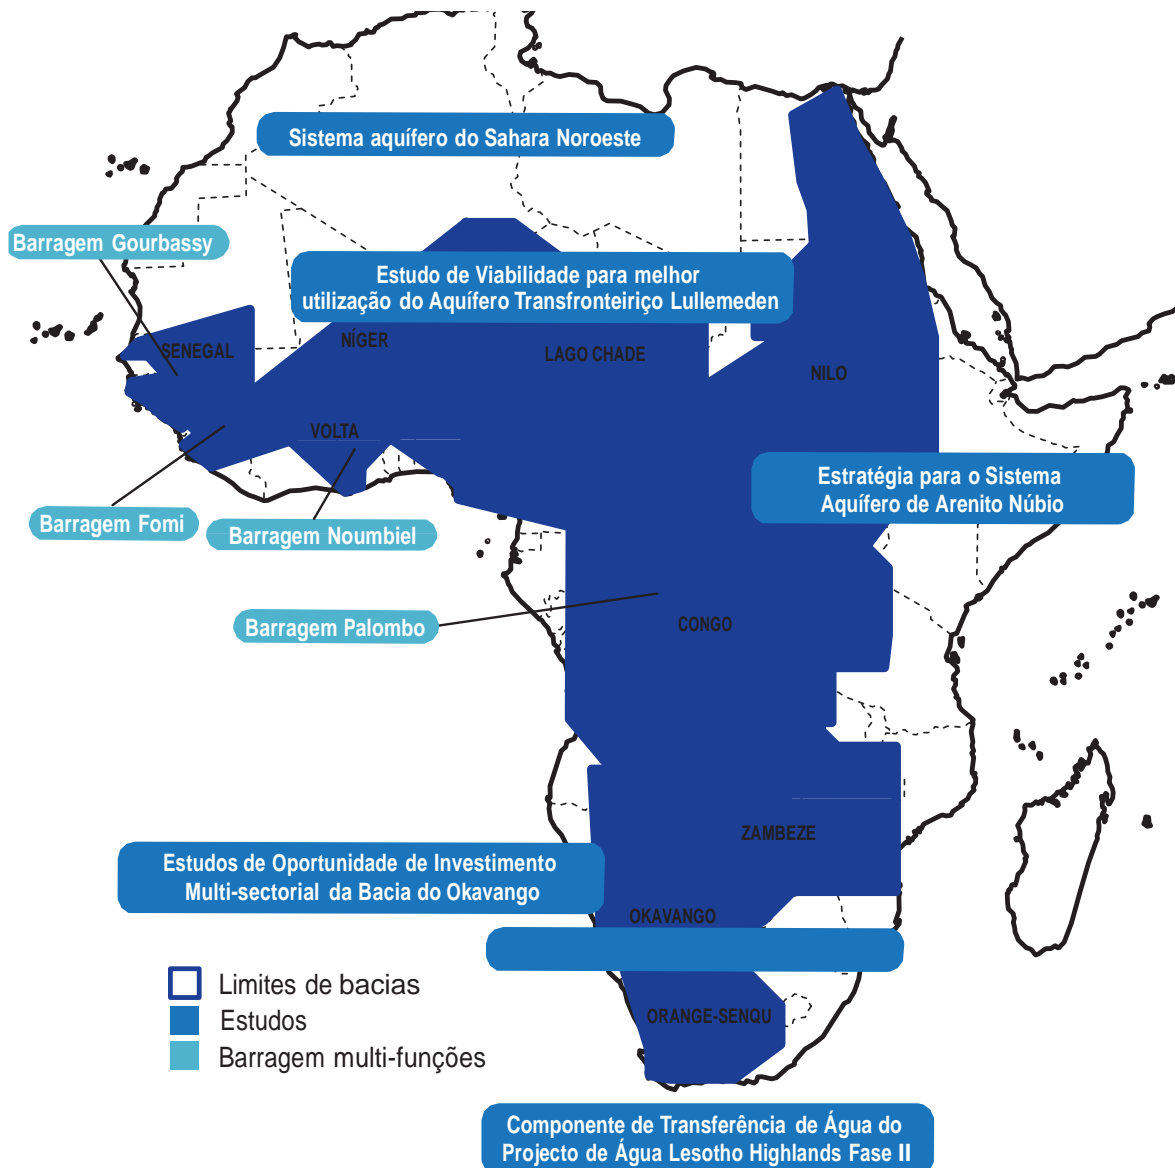 Sistema aquífero do Sahara Noroeste
Barragem Gourbassy
Estudo de Viabilidade para melhor
utilização do Aquífero Transfronteiriço Lullemeden
SENEGAL
NÍGER
LAGO CHADE
NILO
VOLTA
Estratégia para o Sistema
Aquífero de Arenito Núbio
Barragem Fomi
Barragem Noumbiel
Barragem Palombo
CONGO
ZAMBEZE
Estudos de Oportunidade de Investimento
Multi-sectorial da Bacia do Okavango
OKAVANGO
ORANGE-SENQU
Limites de bacias
Estudos
Barragem multi-funções
Componente de Transferência de Água do
Projecto de Água Lesotho Highlands Fase II